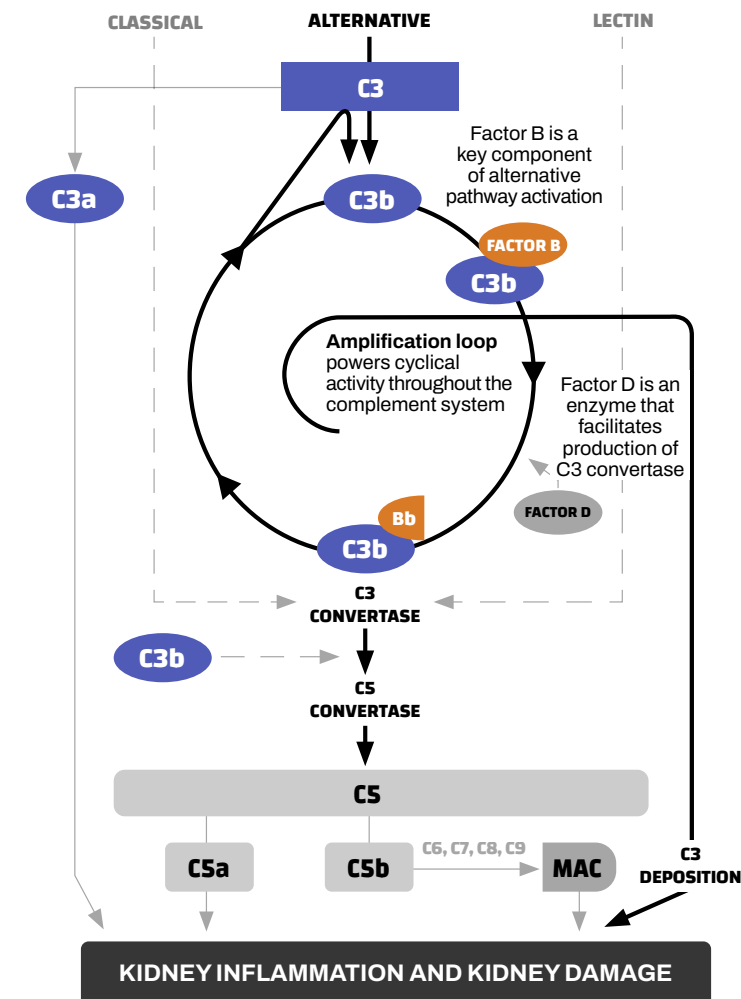 CLASSICAL
ALTERNATIVE
LECTIN
C3
Factor B is a
key component
of alternative
pathway activation
C3a
C3b
FACTOR B
C3b
Amplification loop
powers cyclical
activity throughout the
complement system
Factor D is an
enzyme that
facilitates
production of
C3 convertase
FACTOR D
Bb
C3b
C3
CONVERTASE
C3b
C5
CONVERTASE
C5
C5a
C5b
C6, C7, C8, C9
MAC
C3
DEPOSITION
KIDNEY INFLAMMATION AND KIDNEY DAMAGE